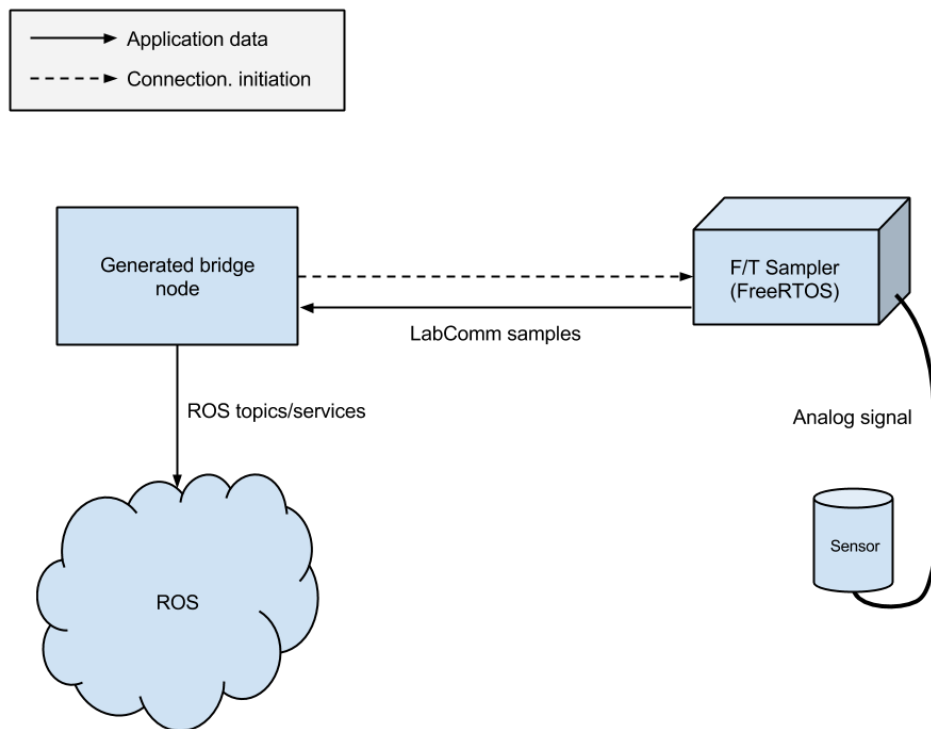 Application data
Connection. initiation
Generated bridge
node
F/T Sampler
(FreeRTOS)
LabComm samples
ROS topics/services
Analog signal
Sensor
ROS